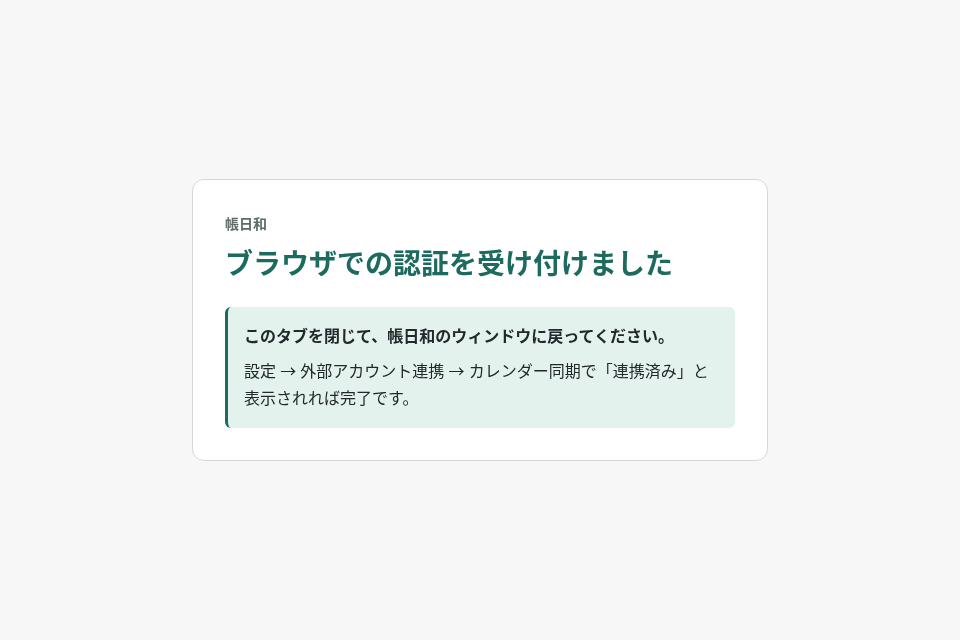 帳日和
ブラウザでの認証を受け付けました
このタブを閉じて、帳日和のウィンドウに戻ってください。
設定 → 外部アカウント連携 → カレンダー同期で「連携済み」と
表示されれば完了です。